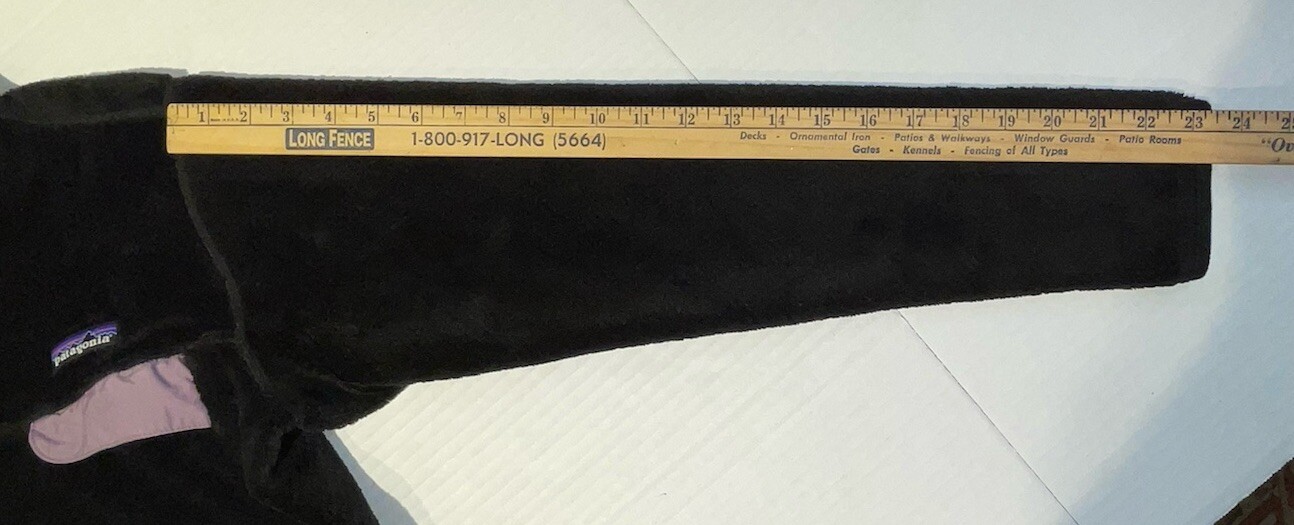 1 2 3 4 5 6 7 8 9 10 11 12 13 14 15 16 17 18 19 20 21 22 23 24
LONG FENCE 1-800-917-LONG (5664) Decks - Ornamental Iron - Patios & Walkways - Window Guards - Patio Rooms
Gates - Kennels - Fencing of All Types
patagonia